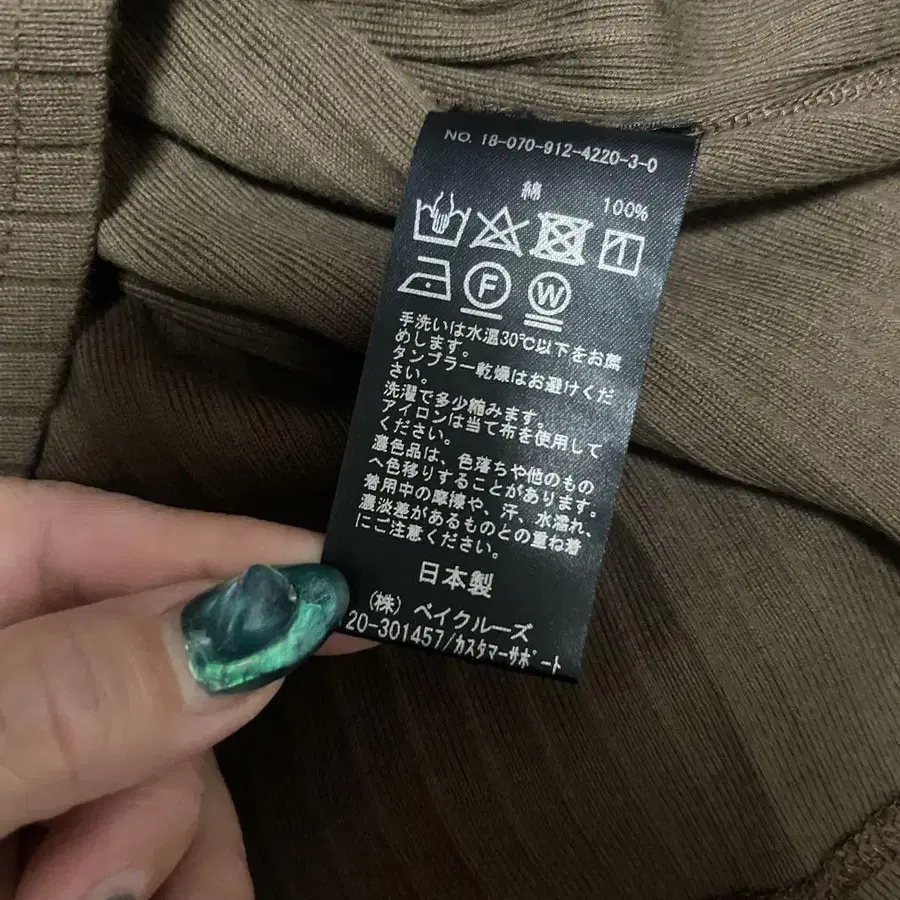 NO. 18-070-912-4220-3-0
綿 100%
F W
手洗いは水温30℃以下をお薦
めします。
タンブラー乾燥はお避けくだ
さい。
洗濯で多少縮みます。
アイロンは当て布を使用して
ください。
濃色品は、色落ちや他のもの
へ色移りすることがあります。
着用中の摩擦や、汗、水濡れ、
濃淡差があるものとの重ね着
にご注意ください。
日本製
(株) ベイクルーズ
120-301457/カスタマーサポート